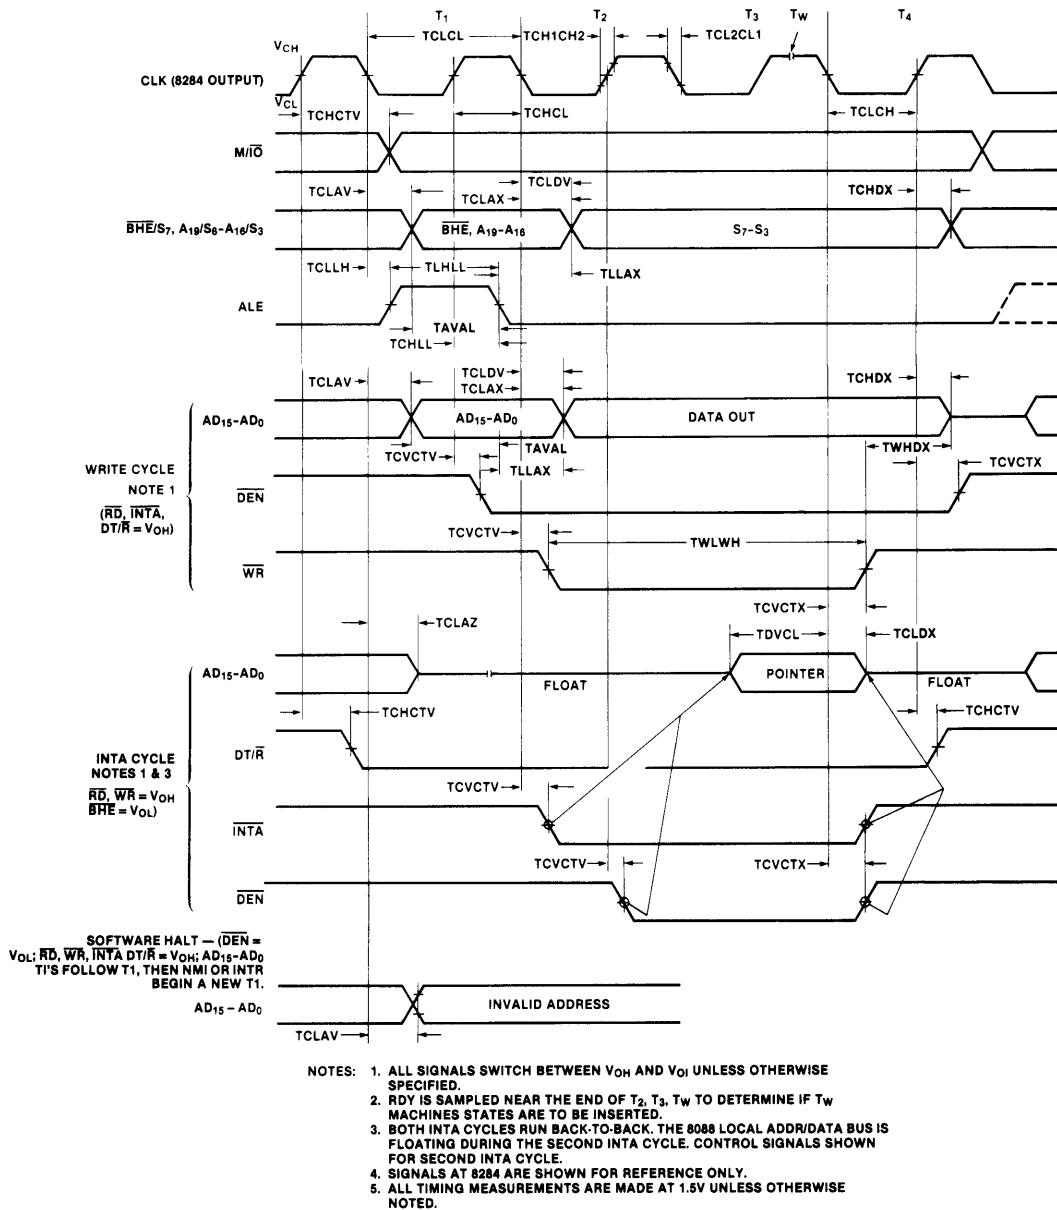 T1 T2 T3 TW T4
TCLCL TCH1CH2 TCL2CL1
VCH
CLK (8284 OUTPUT)
VCL
TCHCTV TCHCL TCLCH
M/IO
TCLDV
TCLAV TCLAX TCHDX
BHE/S7, A19/S6-A16/S3 BHE, A19-A16 S7-S3
TCLLH TLHLL TLLAX
ALE
TAVAL
TCHLL
TCLDV
TCLAV TCLAX TCHDX
AD15-AD0 AD15-AD0 DATA OUT
TAVAL TWHDX
TCVCTV TCVCTX
TLLAX
WRITE CYCLE
NOTE 1
(RD, INTA,
DT/R = VOH)
DEN
TCVCTV TWLWH
WR
TCVCTX
TCLAZ TDVCL TCLDX
AD15-AD0 POINTER
FLOAT FLOAT
TCHCTV TCHCTV
DT/R
INTA CYCLE
NOTES 1 & 3
RD, WR = VOH
BHE = VOL)
TCVCTV
INTA
TCVCTV TCVCTX
DEN
SOFTWARE HALT — (DEN =
VOL; RD, WR, INTA DT/R = VOH; AD15-AD0
TI'S FOLLOW T1, THEN NMI OR INTR
BEGIN A NEW T1.
AD15 – AD0 INVALID ADDRESS
TCLAV
NOTES: 1. ALL SIGNALS SWITCH BETWEEN VOH AND VOI UNLESS OTHERWISE
SPECIFIED.
2. RDY IS SAMPLED NEAR THE END OF T2, T3, TW TO DETERMINE IF TW
MACHINES STATES ARE TO BE INSERTED.
3. BOTH INTA CYCLES RUN BACK-TO-BACK. THE 8088 LOCAL ADDR/DATA BUS IS
FLOATING DURING THE SECOND INTA CYCLE. CONTROL SIGNALS SHOWN
FOR SECOND INTA CYCLE.
4. SIGNALS AT 8284 ARE SHOWN FOR REFERENCE ONLY.
5. ALL TIMING MEASUREMENTS ARE MADE AT 1.5V UNLESS OTHERWISE
NOTED.